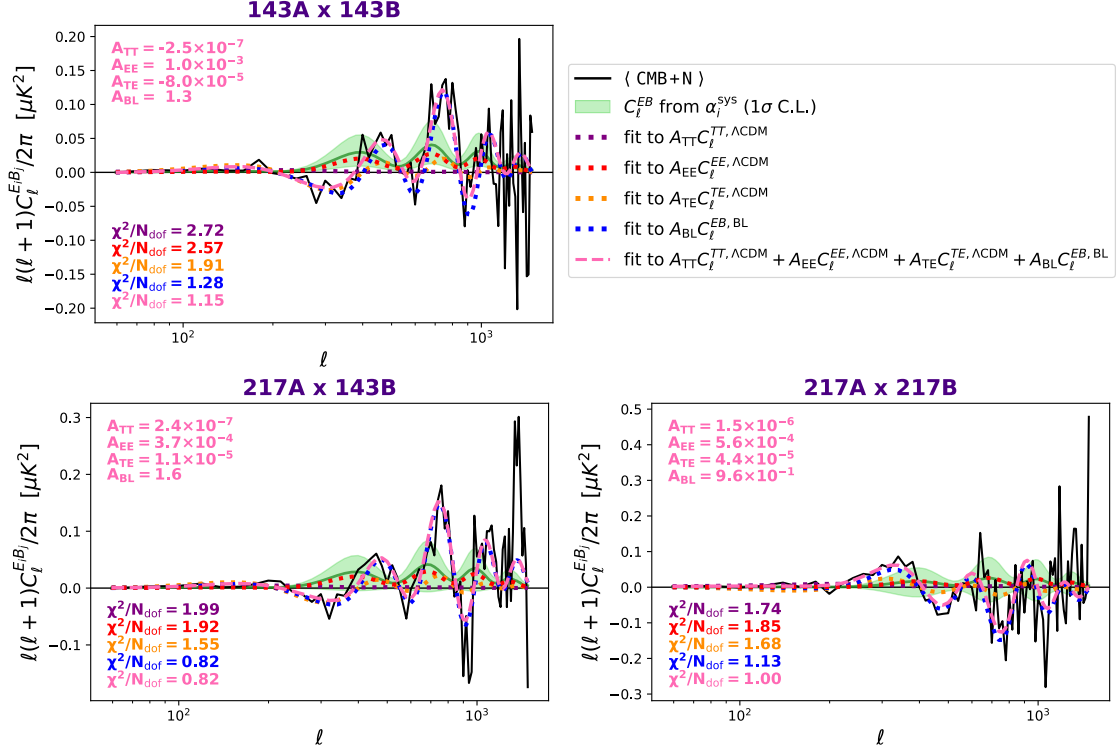 143A x 143B
A_TT = -2.5×10⁻⁷
A_EE = 1.0×10⁻³
A_TE = -8.0×10⁻⁵
A_BL = 1.3
χ²/N_dof = 2.72
χ²/N_dof = 2.57
χ²/N_dof = 1.91
χ²/N_dof = 1.28
χ²/N_dof = 1.15
ℓ(ℓ + 1)C_ℓ^{E_iB_j}/2π [μK²]
0.20
0.15
0.10
0.05
0.00
−0.05
−0.10
−0.15
−0.20
10²
10³
ℓ
⟨ CMB+N ⟩
C_ℓ^{EB} from α_i^{sys} (1σ C.L.)
fit to A_TT C_ℓ^{TT, ΛCDM}
fit to A_EE C_ℓ^{EE, ΛCDM}
fit to A_TE C_ℓ^{TE, ΛCDM}
fit to A_BL C_ℓ^{EB, BL}
fit to A_TT C_ℓ^{TT, ΛCDM} + A_EE C_ℓ^{EE, ΛCDM} + A_TE C_ℓ^{TE, ΛCDM} + A_BL C_ℓ^{EB, BL}
217A x 143B
A_TT = 2.4×10⁻⁷
A_EE = 3.7×10⁻⁴
A_TE = 1.1×10⁻⁵
A_BL = 1.6
χ²/N_dof = 1.99
χ²/N_dof = 1.92
χ²/N_dof = 1.55
χ²/N_dof = 0.82
χ²/N_dof = 0.82
ℓ(ℓ + 1)C_ℓ^{E_iB_j}/2π [μK²]
0.3
0.2
0.1
0.0
−0.1
10²
10³
ℓ
217A x 217B
A_TT = 1.5×10⁻⁶
A_EE = 5.6×10⁻⁴
A_TE = 4.4×10⁻⁵
A_BL = 9.6×10⁻¹
χ²/N_dof = 1.74
χ²/N_dof = 1.85
χ²/N_dof = 1.68
χ²/N_dof = 1.13
χ²/N_dof = 1.00
ℓ(ℓ + 1)C_ℓ^{E_iB_j}/2π [μK²]
0.5
0.4
0.3
0.2
0.1
0.0
−0.1
−0.2
−0.3
10²
10³
ℓ